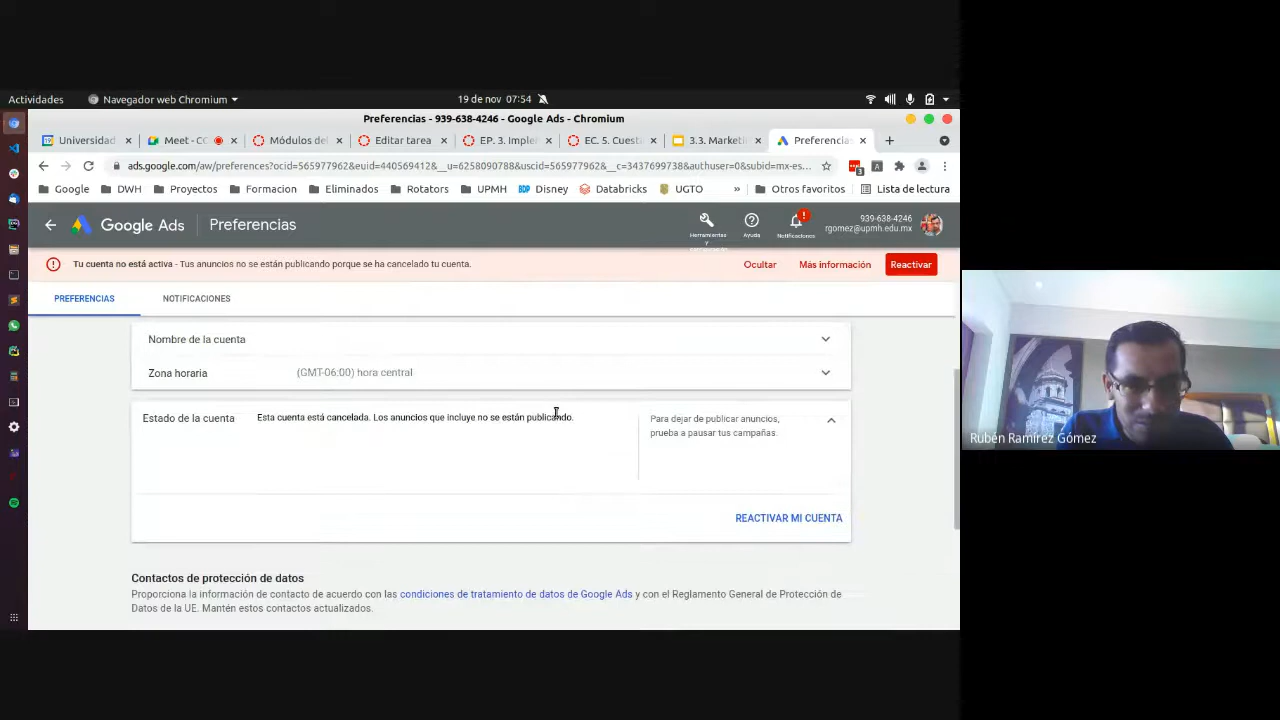 Actividades
Navegador web Chromium
19 de nov 07:54
Preferencias - 939-638-4246 - Google Ads - Chromium
Universidad
Meet - CC
Módulos del
Editar tarea
EP. 3. Imple
EC. 5. Cuest
3.3. Marketi
Preferencias
ads.google.com/aw/preferences?ocid=565977962&euid=440569412&__u=6258090788&uscid=565977962&__c=3437699738&authuser=0&subid=mx-es...
3
Google
DWH
Proyectos
Formacion
Eliminados
Rotators
UPMH
Disney
Databricks
UGTO
»
Otros favoritos
Lista de lectura
Google Ads
Preferencias
Herramientas
y
Ayuda
Notificaciones
939-638-4246
rgomez@upmh.edu.mx
Tu cuenta no está activa - Tus anuncios no se están publicando porque se ha cancelado tu cuenta.
Ocultar
Más información
Reactivar
PREFERENCIAS
NOTIFICACIONES
Nombre de la cuenta
Zona horaria
(GMT-06:00) hora central
Estado de la cuenta
Esta cuenta está cancelada. Los anuncios que incluye no se están publicando.
Para dejar de publicar anuncios,
prueba a pausar tus campañas.
REACTIVAR MI CUENTA
Contactos de protección de datos
Proporciona la información de contacto de acuerdo con las condiciones de tratamiento de datos de Google Ads y con el Reglamento General de Protección de
Datos de la UE. Mantén estos contactos actualizados.
Rubén Ramírez Gómez